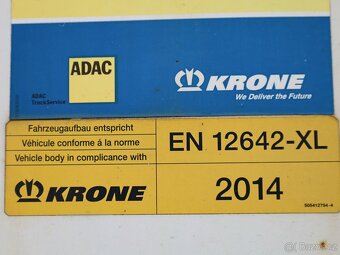 ADAC
ADAC
TruckService
KRONE
We Deliver the Future
Fahrzeugaufbau entspricht
Véhicule conforme á la norme
Vehicle body in complicance with
EN 12642-XL
KRONE
2014
505412794-4